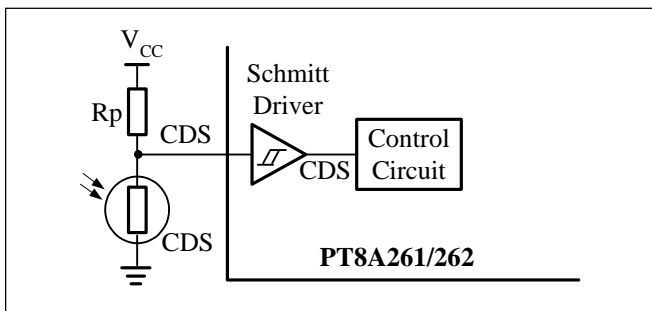 VCC
Rp
CDS
Schmitt
Driver
CDS
Control
Circuit
CDS
PT8A261/262